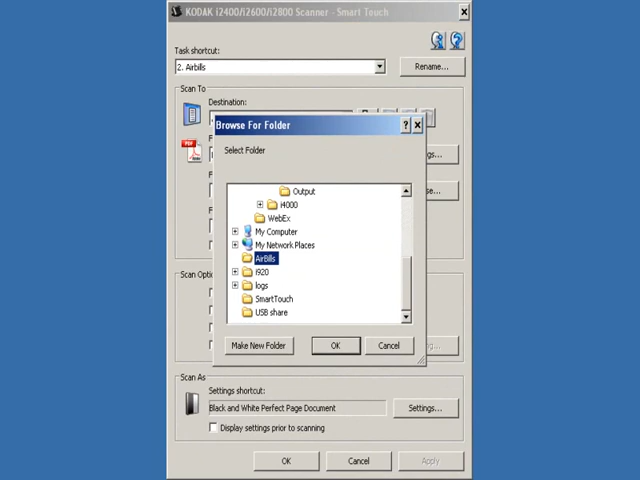 KODAK i2400/i2600/i2800 Scanner - Smart Touch
Task shortcut:
2. Airbills
Rename...
Scan To
Destination:
Browse For Folder
Select Folder
Output
i4000
WebEx
My Computer
My Network Places
AirBills
i920
logs
SmartTouch
USB share
Make New Folder
OK
Cancel
Scan As
Settings shortcut:
Black and White Perfect Page Document
Settings...
Display settings prior to scanning
OK
Cancel
Apply